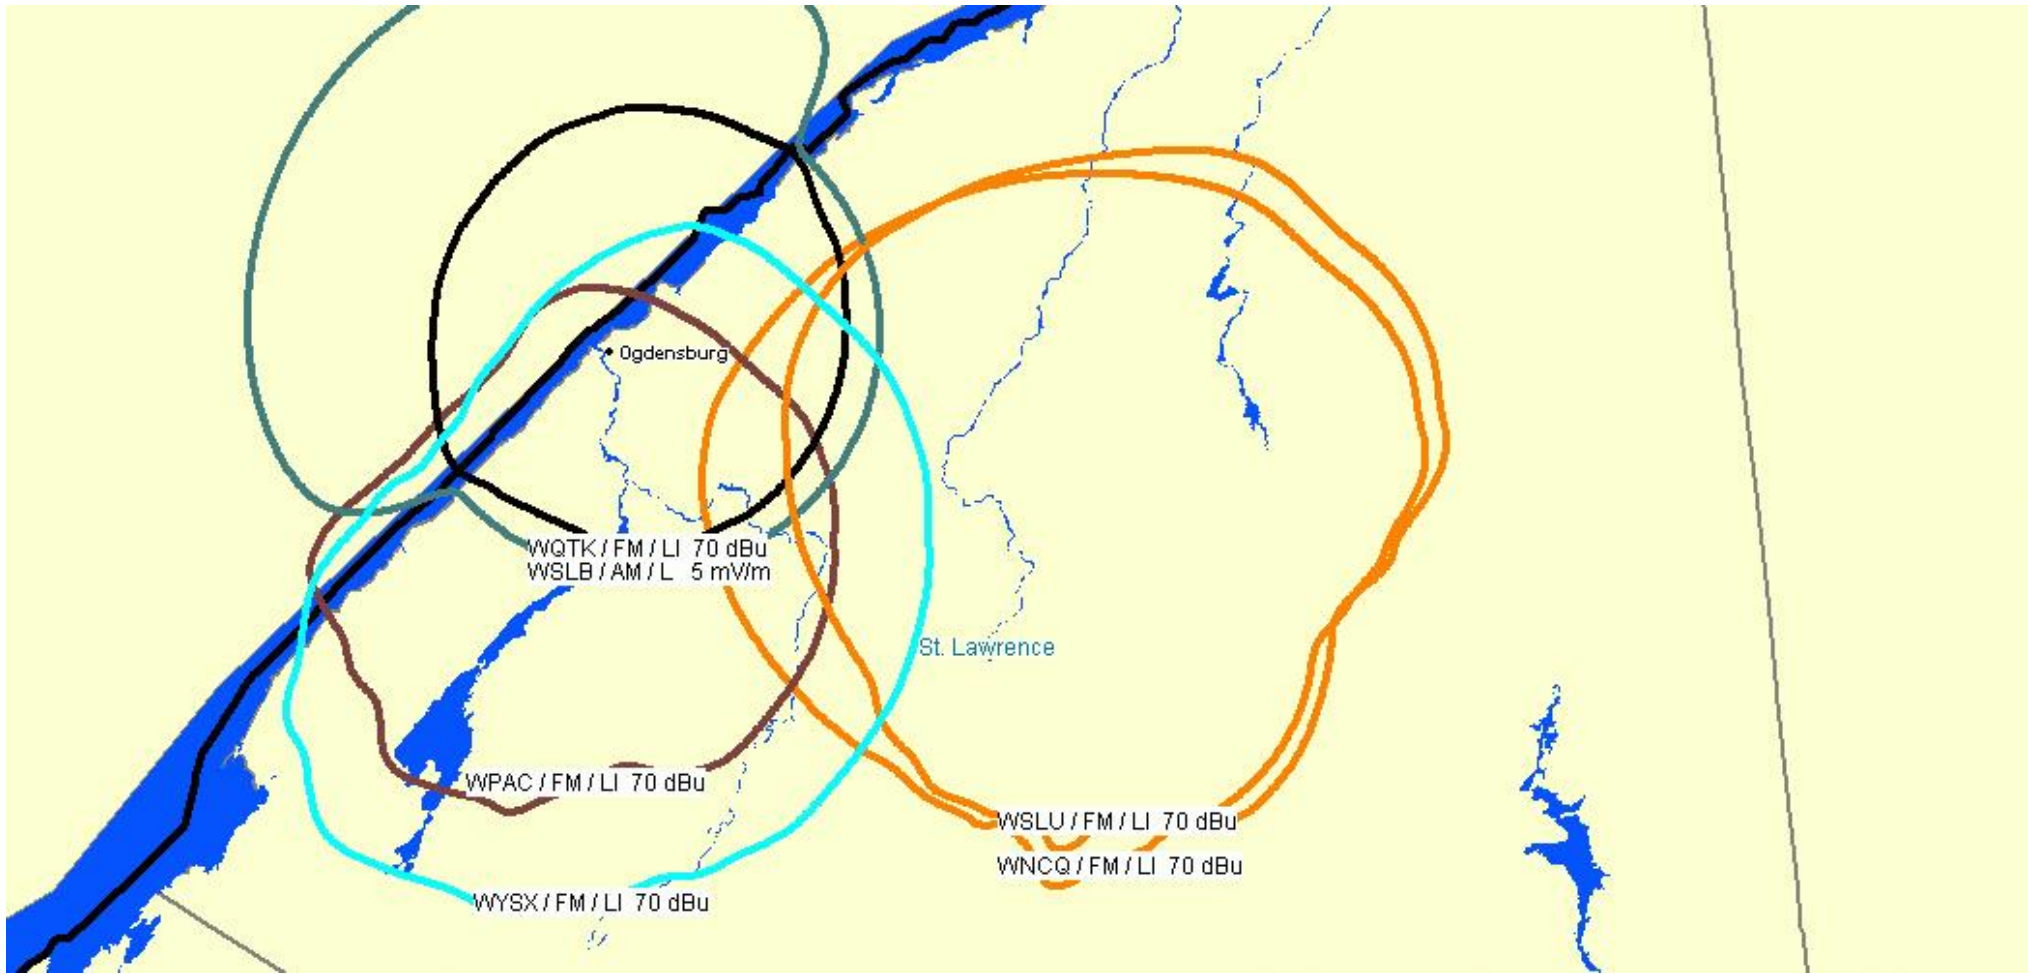 Ogdensburg
WQTK / FM / LI 70 dBu
WSLB / AM / L 5 mV/m
St. Lawrence
WPAC / FM / LI 70 dBu
WSLU / FM / LI 70 dBu
WNCQ / FM / LI 70 dBu
WYSX / FM / LI 70 dBu